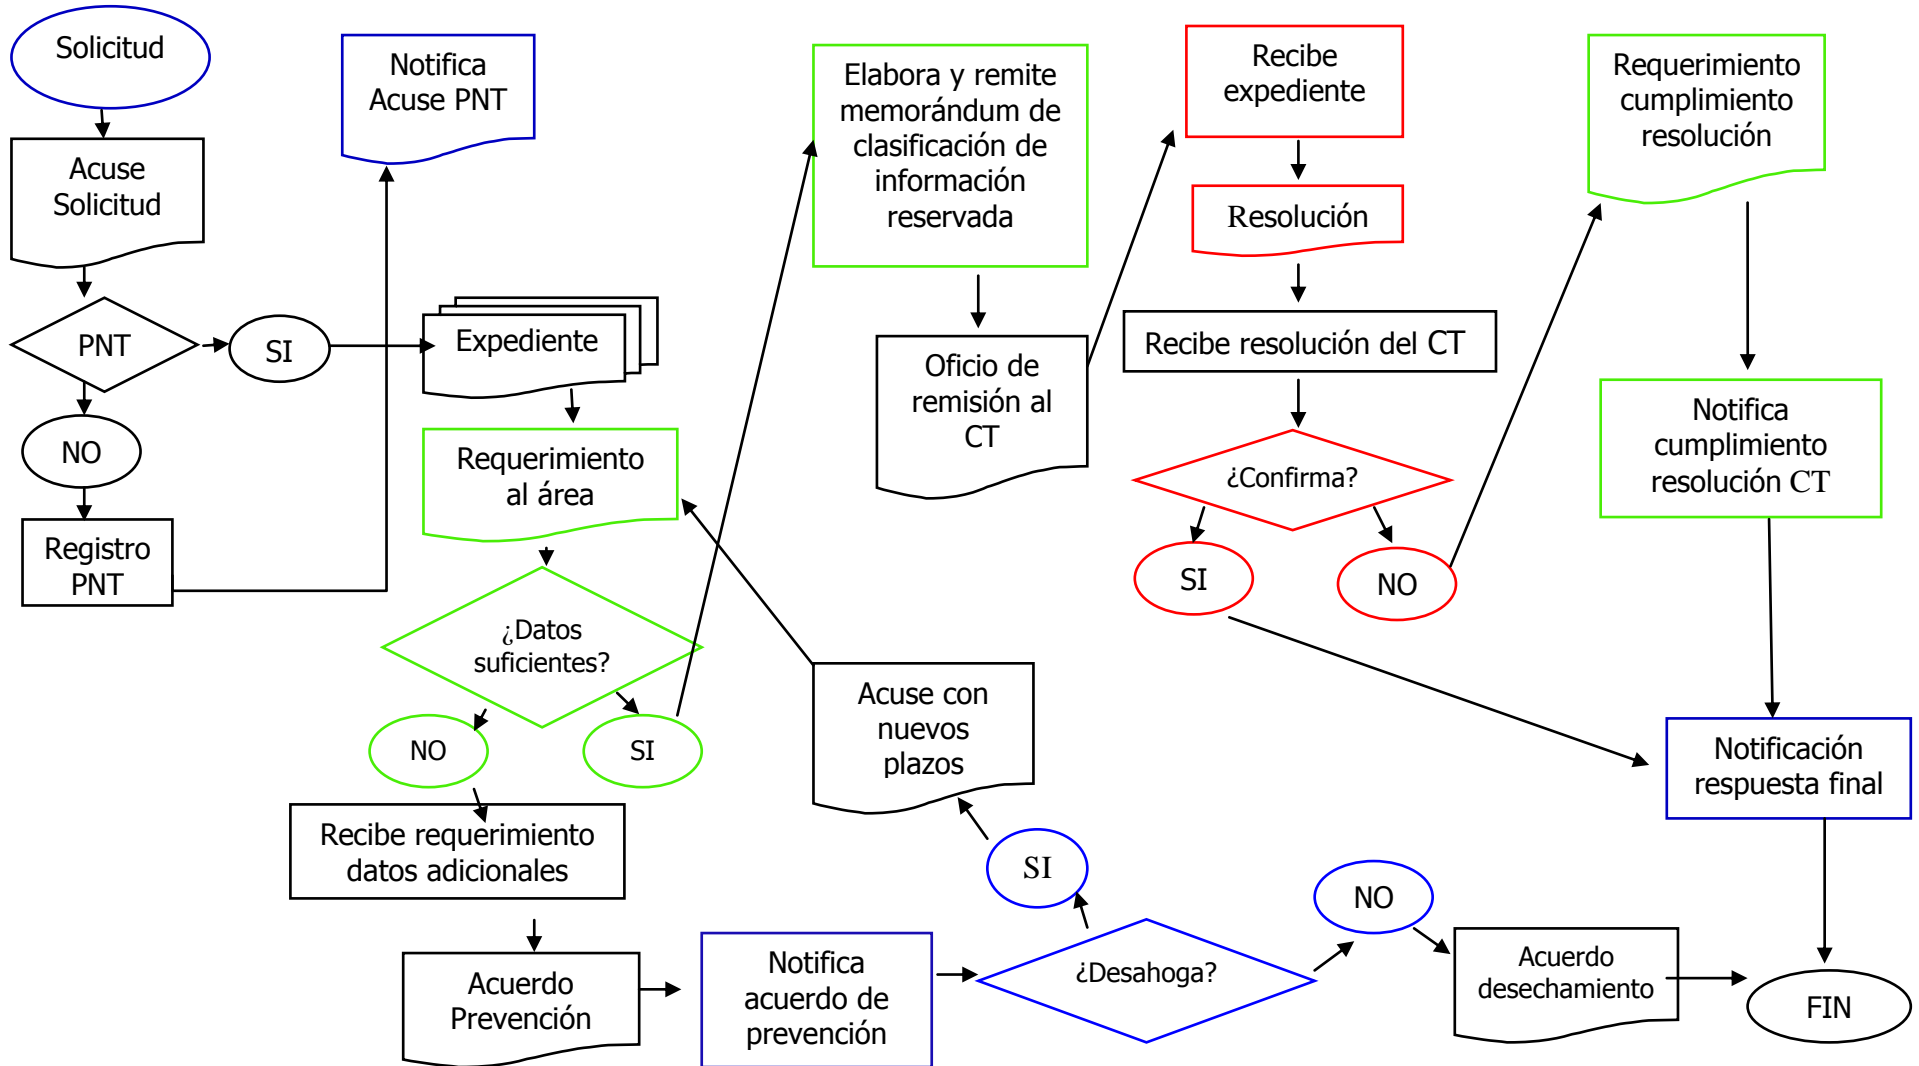 Solicitud
Acuse
Solicitud
PNT
SI
NO
Registro
PNT
Notifica
Acuse PNT
Expediente
Requerimiento
al área
¿Datos
suficientes?
NO
SI
Recibe requerimiento
datos adicionales
Acuerdo
Prevención
Notifica
acuerdo de
prevención
¿Desahoga?
SI
Acuse con
nuevos
plazos
NO
Acuerdo
desechamiento
FIN
Elabora y remite
memorándum de
clasificación de
información
reservada
Oficio de
remisión al
CT
Recibe
expediente
Resolución
Recibe resolución del CT
¿Confirma?
SI
NO
Requerimiento
cumplimiento
resolución
Notifica
cumplimiento
resolución CT
Notificación
respuesta final